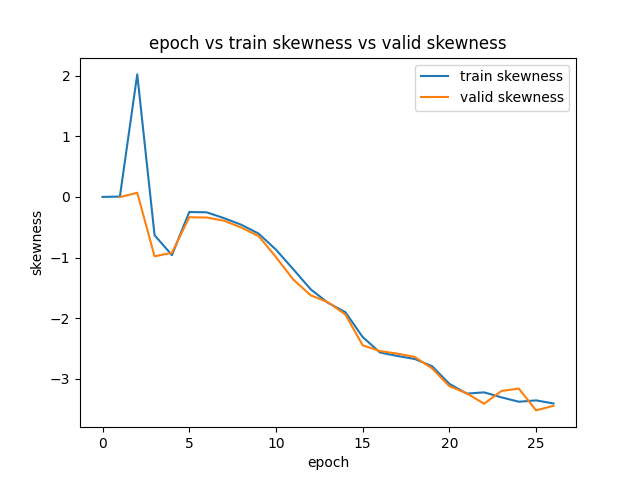 epoch vs train skewness vs valid skewness
train skewness
valid skewness
2
1
0
−1
−2
−3
skewness
0
5
10
15
20
25
epoch